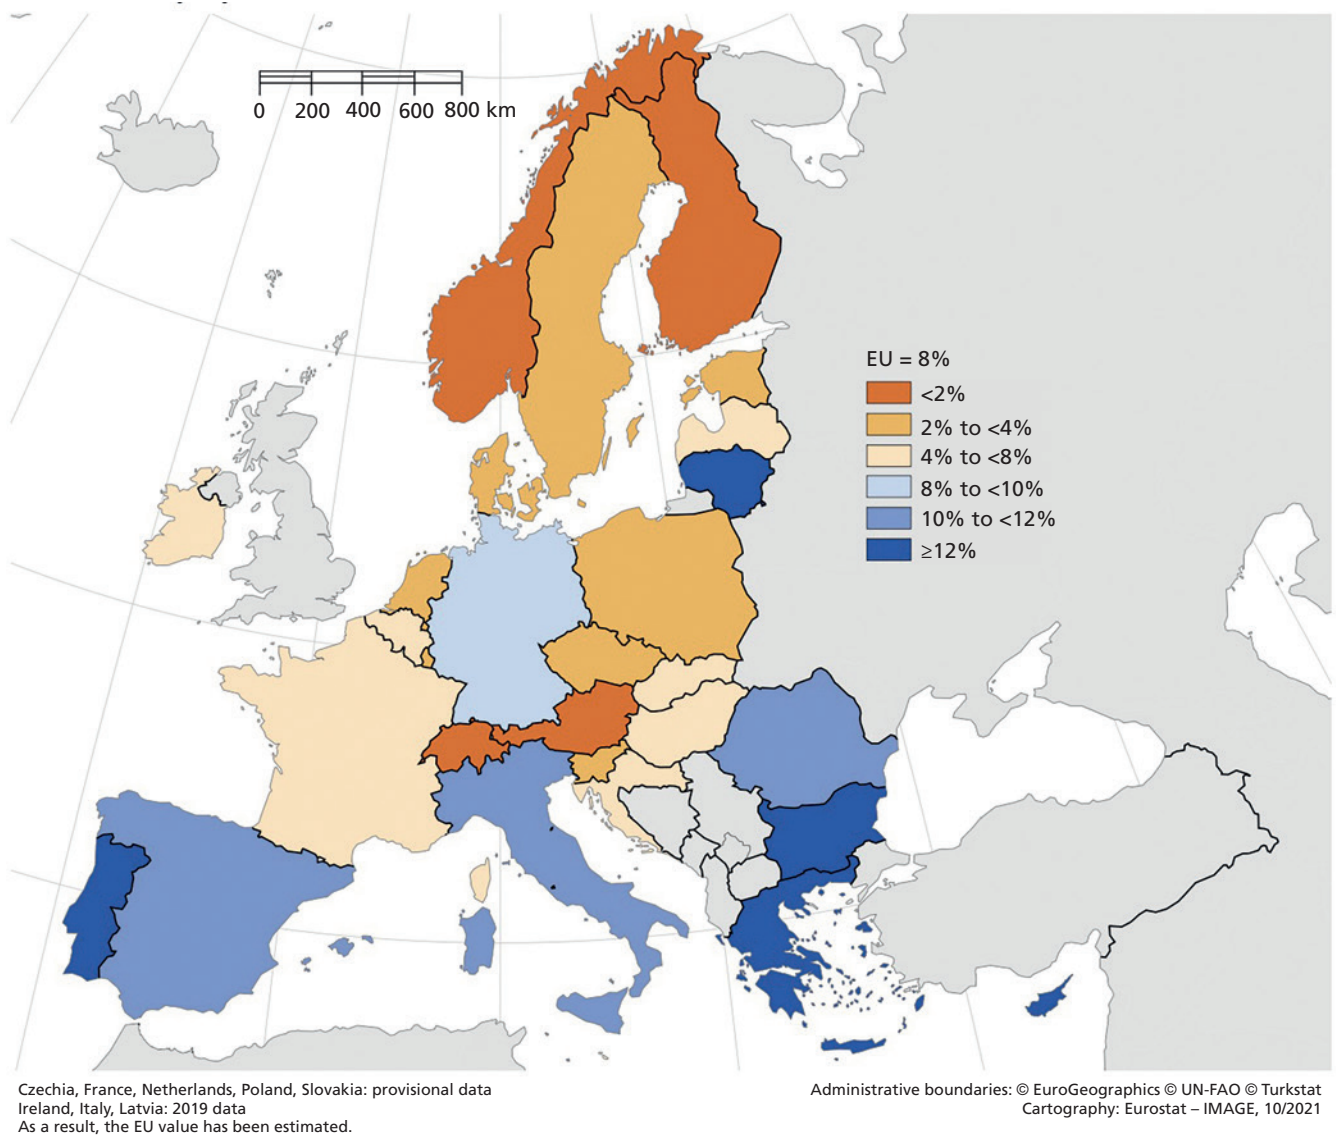 0 200 400 600 800 km
EU = 8%
<2%
2% to <4%
4% to <8%
8% to <10%
10% to <12%
≥12%
Czechia, France, Netherlands, Poland, Slovakia: provisional data
Ireland, Italy, Latvia: 2019 data
As a result, the EU value has been estimated.
Administrative boundaries: © EuroGeographics © UN-FAO © Turkstat
Cartography: Eurostat – IMAGE, 10/2021